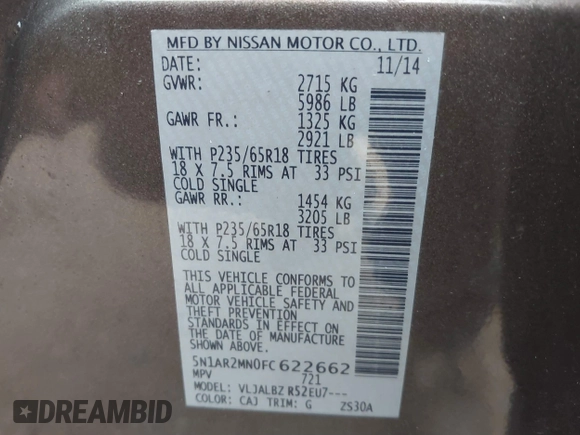 MFD BY NISSAN MOTOR CO., LTD.
DATE: 11/14
GVWR: 2715 KG
5986 LB
GAWR FR.: 1325 KG
2921 LB
WITH P235/65R18 TIRES
18 X 7.5 RIMS AT 33 PSI
COLD SINGLE
GAWR RR.: 1454 KG
3205 LB
WITH P235/65R18 TIRES
18 X 7.5 RIMS AT 33 PSI
COLD SINGLE
THIS VEHICLE CONFORMS TO
ALL APPLICABLE FEDERAL
MOTOR VEHICLE SAFETY AND
THEFT PREVENTION
STANDARDS IN EFFECT ON
THE DATE OF MANUFACTURE
SHOWN ABOVE.
5N1AR2MN0FC622662
MPV 721
MODEL: VLJALBZ R52EU7---
COLOR: CAJ TRIM: G ZS30A
DREAMBID